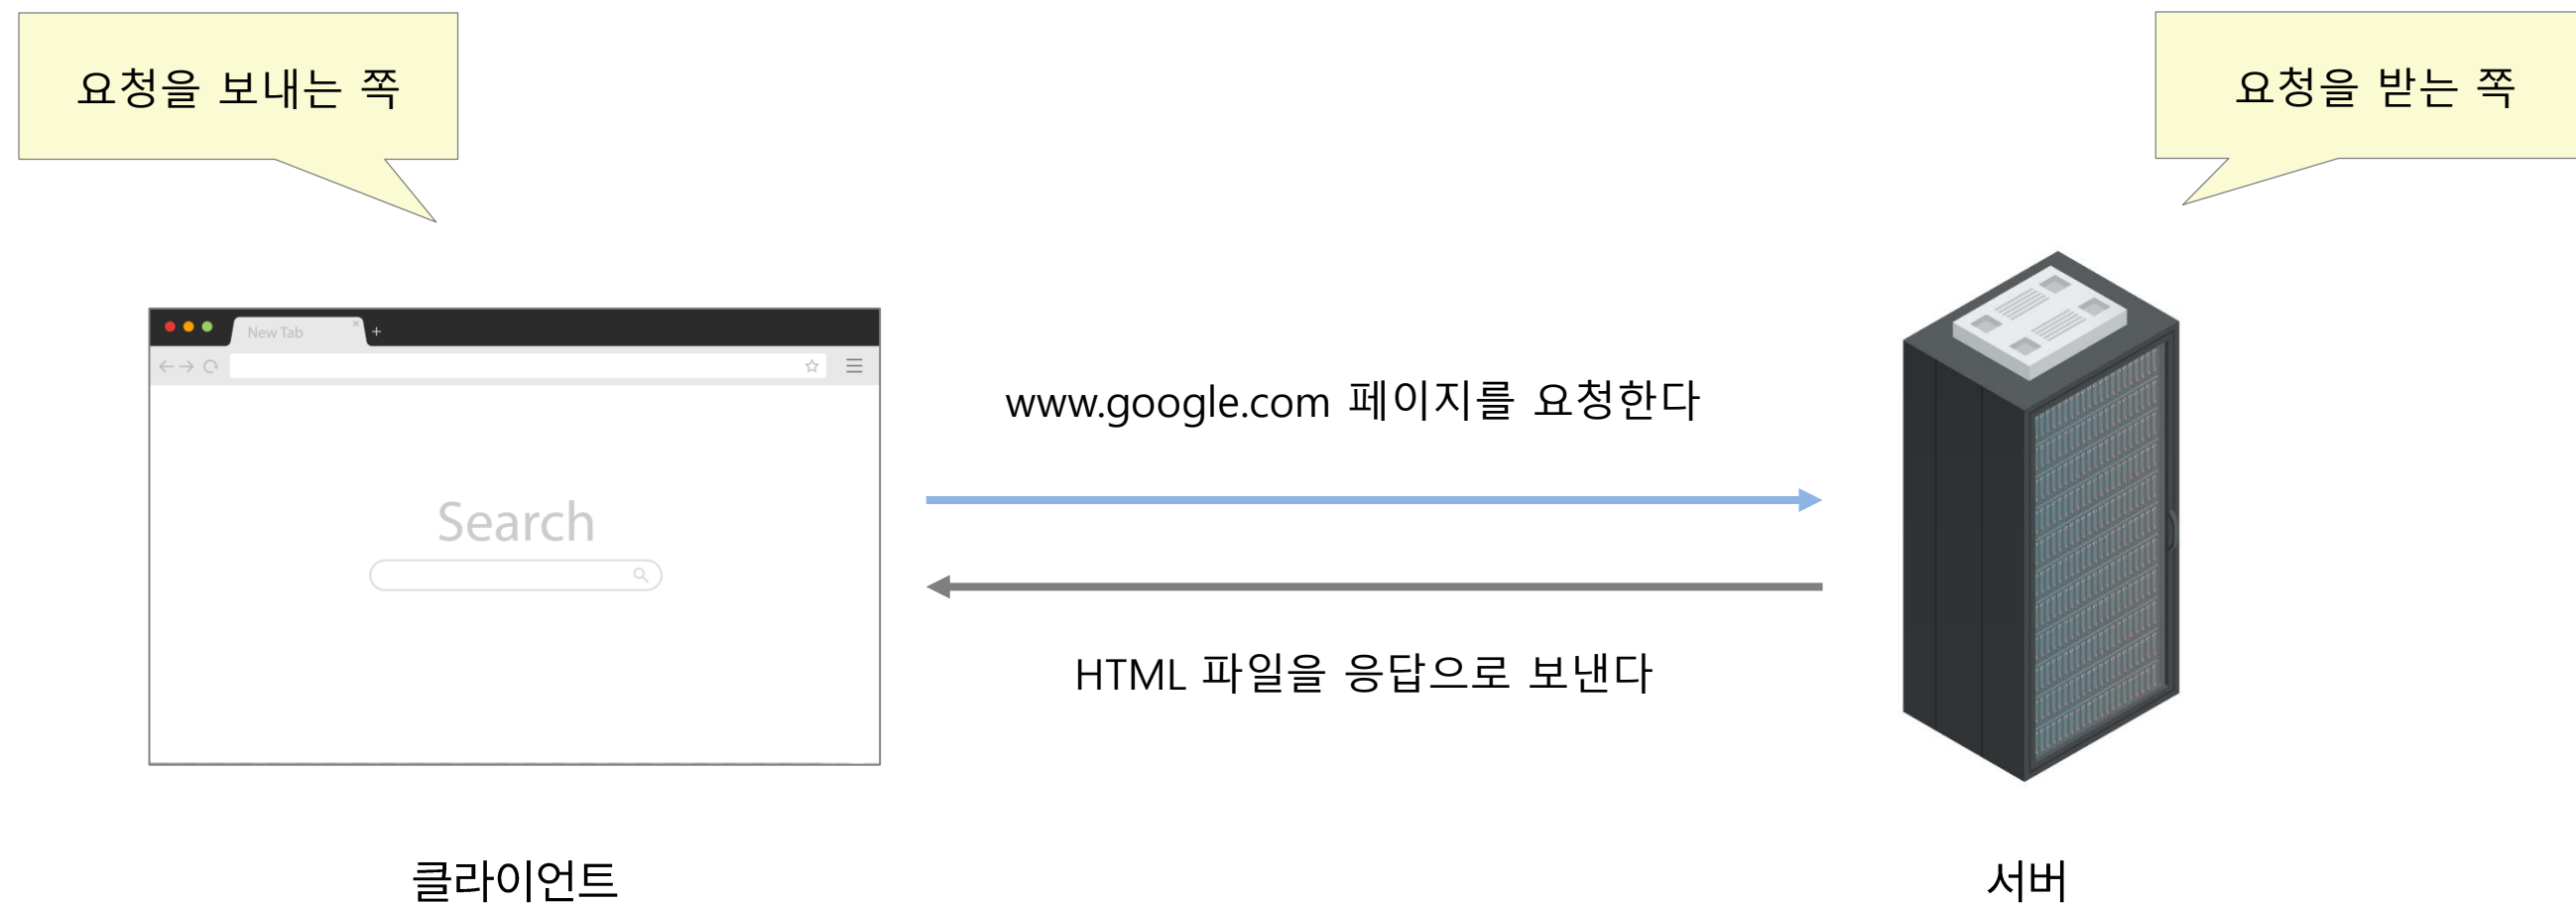 요청을 보내는 쪽
요청을 받는 쪽
New Tab
www.google.com 페이지를 요청한다
Search
HTML 파일을 응답으로 보낸다
클라이언트
서버